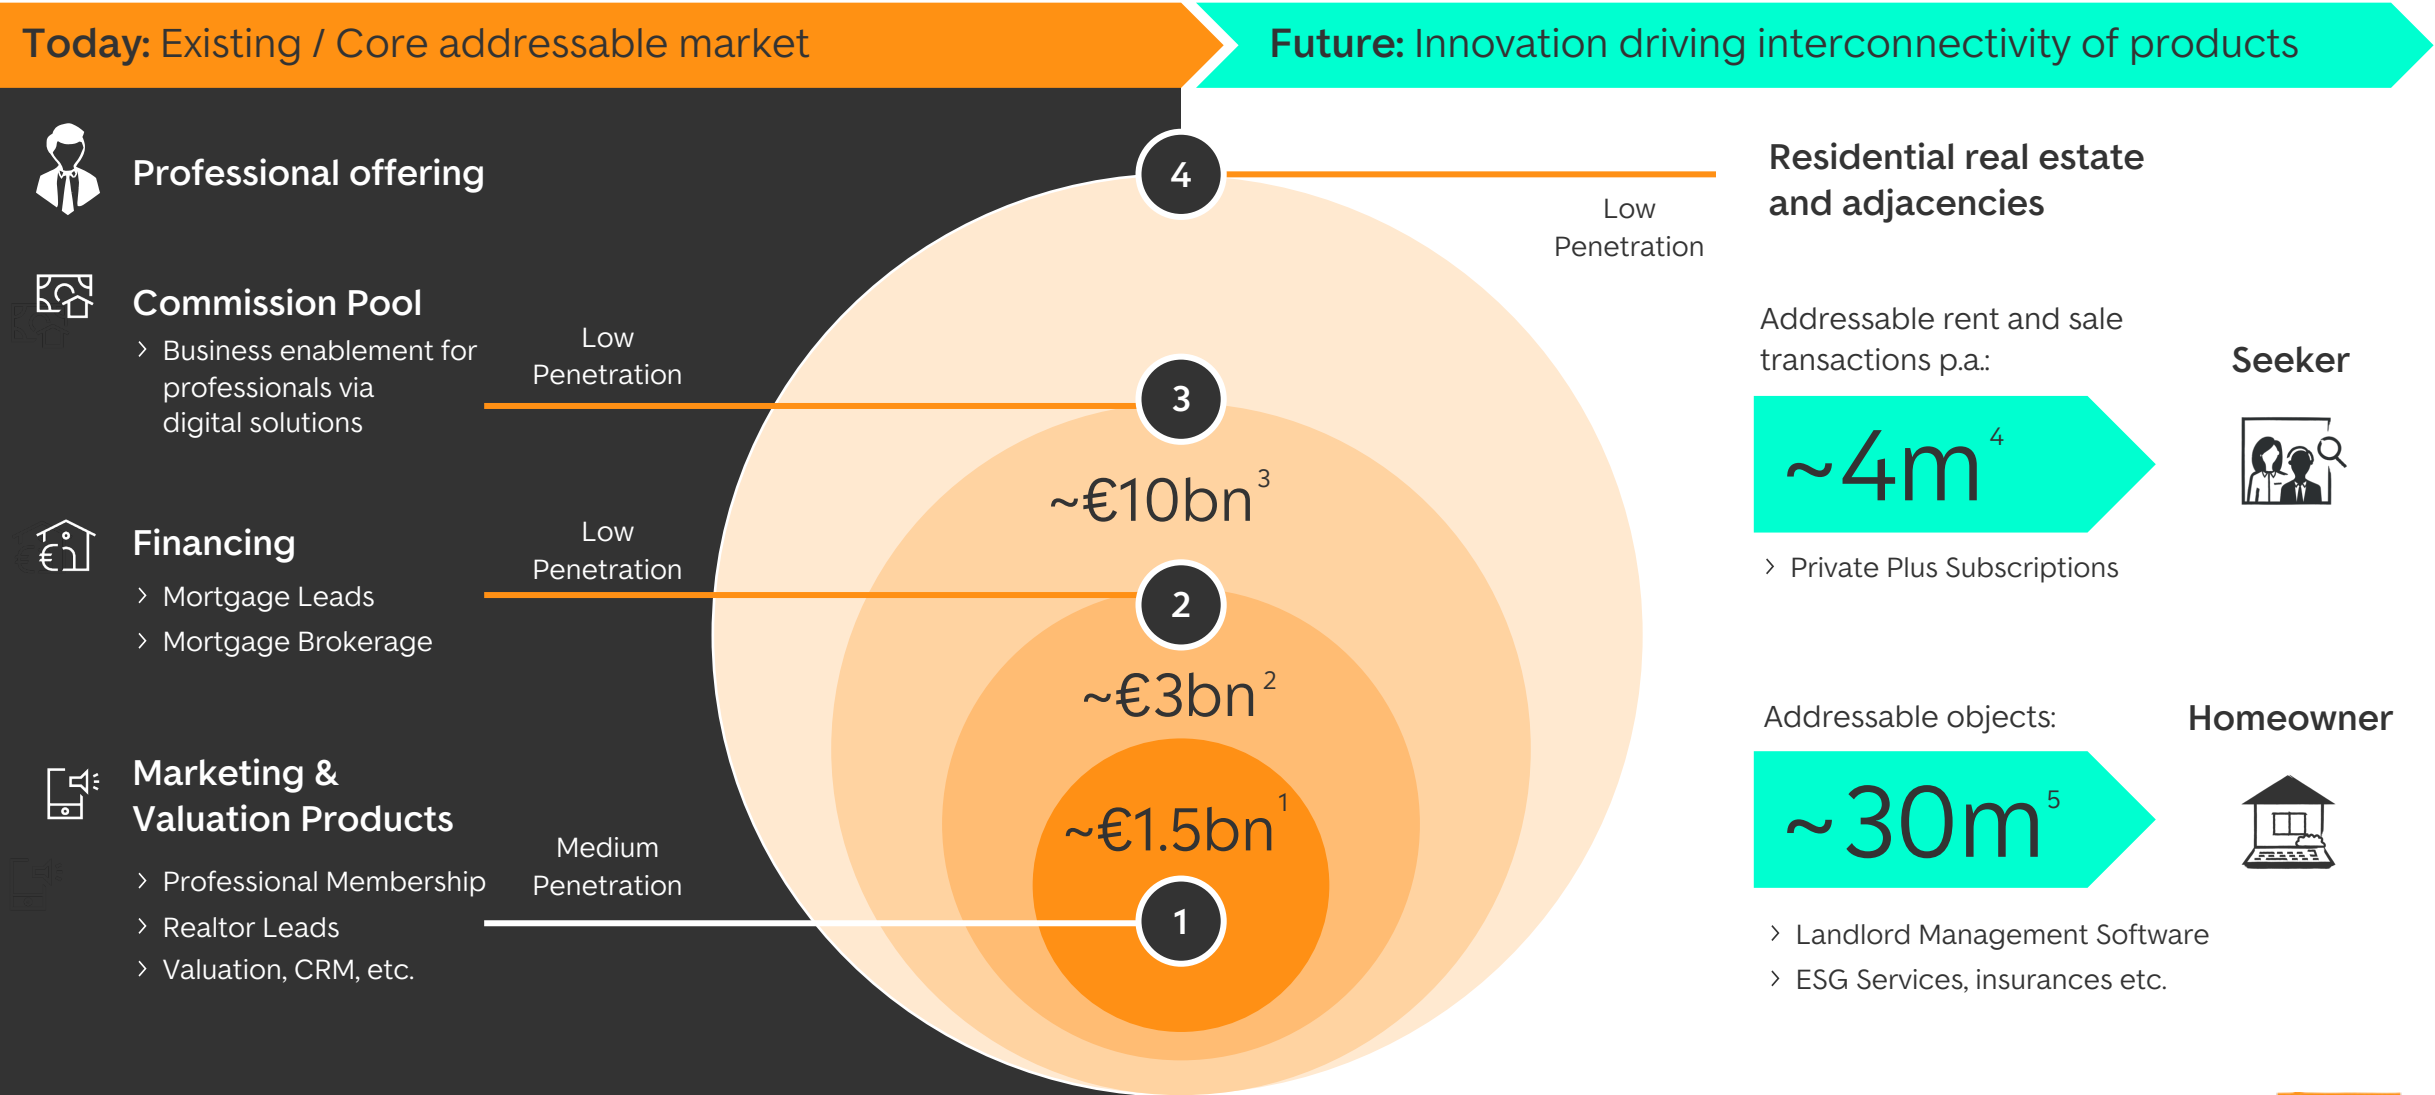 Today: Existing / Core addressable market
Future: Innovation driving interconnectivity of products
Professional offering
Commission Pool
› Business enablement for
professionals via
digital solutions
Low
Penetration
Financing
› Mortgage Leads
› Mortgage Brokerage
Low
Penetration
Marketing &
Valuation Products
› Professional Membership
› Realtor Leads
› Valuation, CRM, etc.
Medium
Penetration
4
3
~€10bn³
2
~€3bn²
~€1.5bn¹
1
Low
Penetration
Residential real estate
and adjacencies
Addressable rent and sale
transactions p.a.:
Seeker
~4m⁴
› Private Plus Subscriptions
Addressable objects:
Homeowner
~30m⁵
› Landlord Management Software
› ESG Services, insurances etc.